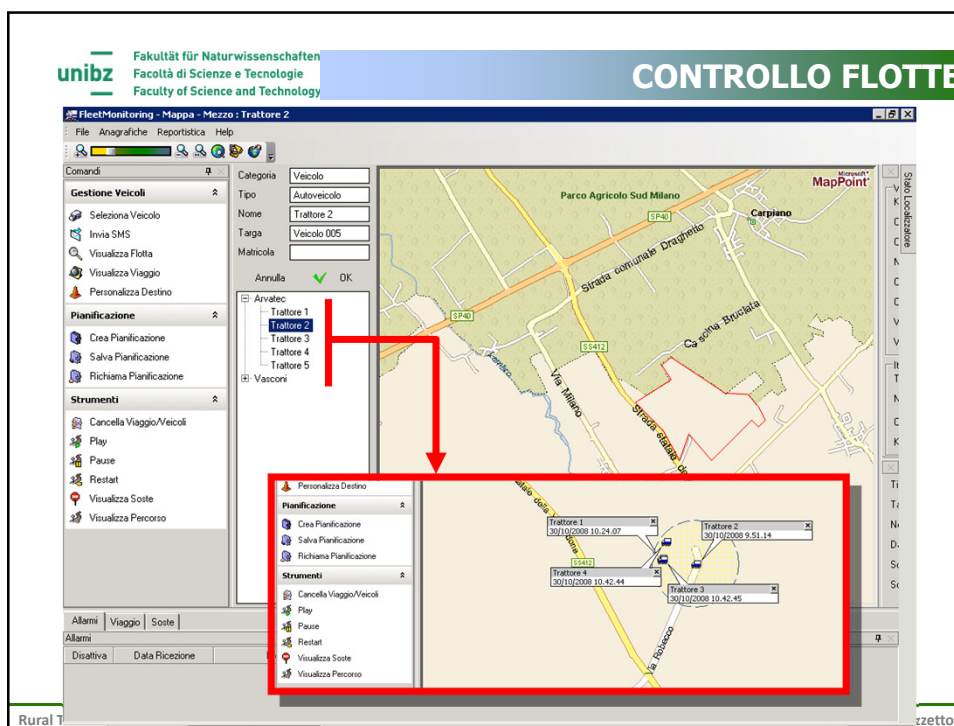 unibz
Fakultät für Naturwissenschaften
Facoltà di Scienze e Tecnologie
Faculty of Science and Technology
CONTROLLO FLOTTE
FleetMonitoring - Mappa - Mezzo : Trattore 2
File Anagrafiche Reportistica Help
Comandi
Gestione Veicoli
Seleziona Veicolo
Invia SMS
Visualizza Flotta
Visualizza Viaggio
Personalizza Destino
Pianificazione
Crea Pianificazione
Salva Pianificazione
Richiama Pianificazione
Strumenti
Cancella Viaggio/Veicoli
Play
Pause
Restart
Visualizza Soste
Visualizza Percorso
Categoria Veicolo
Tipo Autoveicolo
Nome Trattore 2
Targa Veicolo 005
Matricola
Annulla OK
Arvatec
Trattore 1
Trattore 2
Trattore 3
Trattore 4
Trattore 5
Vasconi
Microsoft
MapPoint
Parco Agricolo Sud Milano
SP40
Carpiano
Strada comunale Draghetto
SP40
Cascina Bruciata
SS412
Via Milano
Strada statale de
Stato Localizzatore
Personalizza Destino
Pianificazione
Crea Pianificazione
Salva Pianificazione
Richiama Pianificazione
Strumenti
Cancella Viaggio/Veicoli
Play
Pause
Restart
Visualizza Soste
Visualizza Percorso
SS412
Trattore 1
30/10/2008 10.24.07
Trattore 2
30/10/2008 9.51.14
Trattore 4
30/10/2008 10.42.44
Trattore 3
30/10/2008 10.42.45
Via Robecco
Allarmi Viaggio Soste
Allarmi
Disattiva Data Ricezione
Rural T
zzetto